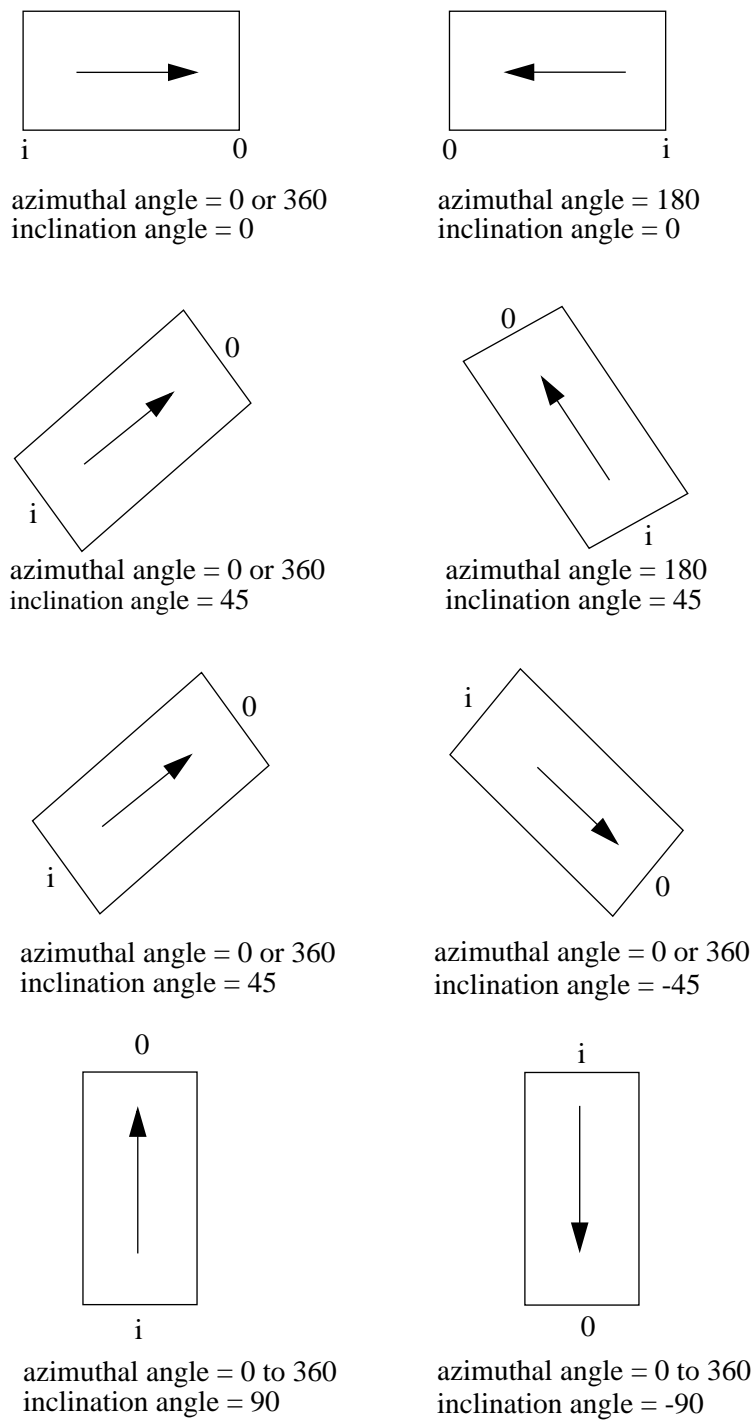 i
0
azimuthal angle = 0 or 360
inclination angle = 0
0
i
azimuthal angle = 180
inclination angle = 0
0
i
azimuthal angle = 0 or 360
inclination angle = 45
0
i
azimuthal angle = 180
inclination angle = 45
0
i
azimuthal angle = 0 or 360
inclination angle = 45
i
0
azimuthal angle = 0 or 360
inclination angle = -45
0
i
azimuthal angle = 0 to 360
inclination angle = 90
i
0
azimuthal angle = 0 to 360
inclination angle = -90